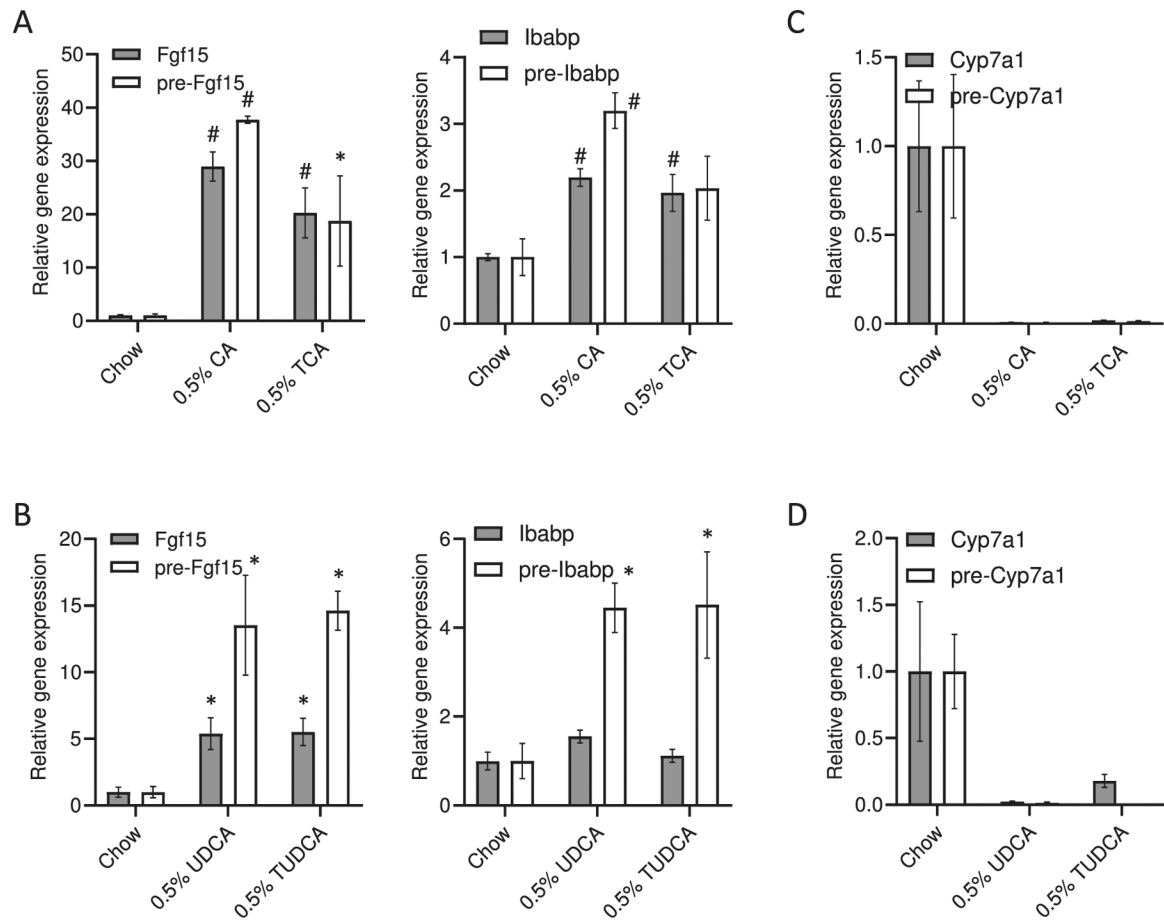 A
Fgf15
pre-Fgf15
Relative gene expression
50
40
30
20
10
0
#
#
#
*
Chow
0.5% CA
0.5% TCA
Ibabp
pre-Ibabp
Relative gene expression
4
3
2
1
0
#
#
#
Chow
0.5% CA
0.5% TCA
C
Cyp7a1
pre-Cyp7a1
Relative gene expression
1.5
1.0
0.5
0.0
Chow
0.5% CA
0.5% TCA
B
Fgf15
pre-Fgf15
Relative gene expression
20
15
10
5
0
*
*
*
*
Chow
0.5% UDCA
0.5% TUDCA
Ibabp
pre-Ibabp
Relative gene expression
6
4
2
0
*
*
Chow
0.5% UDCA
0.5% TUDCA
D
Cyp7a1
pre-Cyp7a1
Relative gene expression
2.0
1.5
1.0
0.5
0.0
Chow
0.5% UDCA
0.5% TUDCA